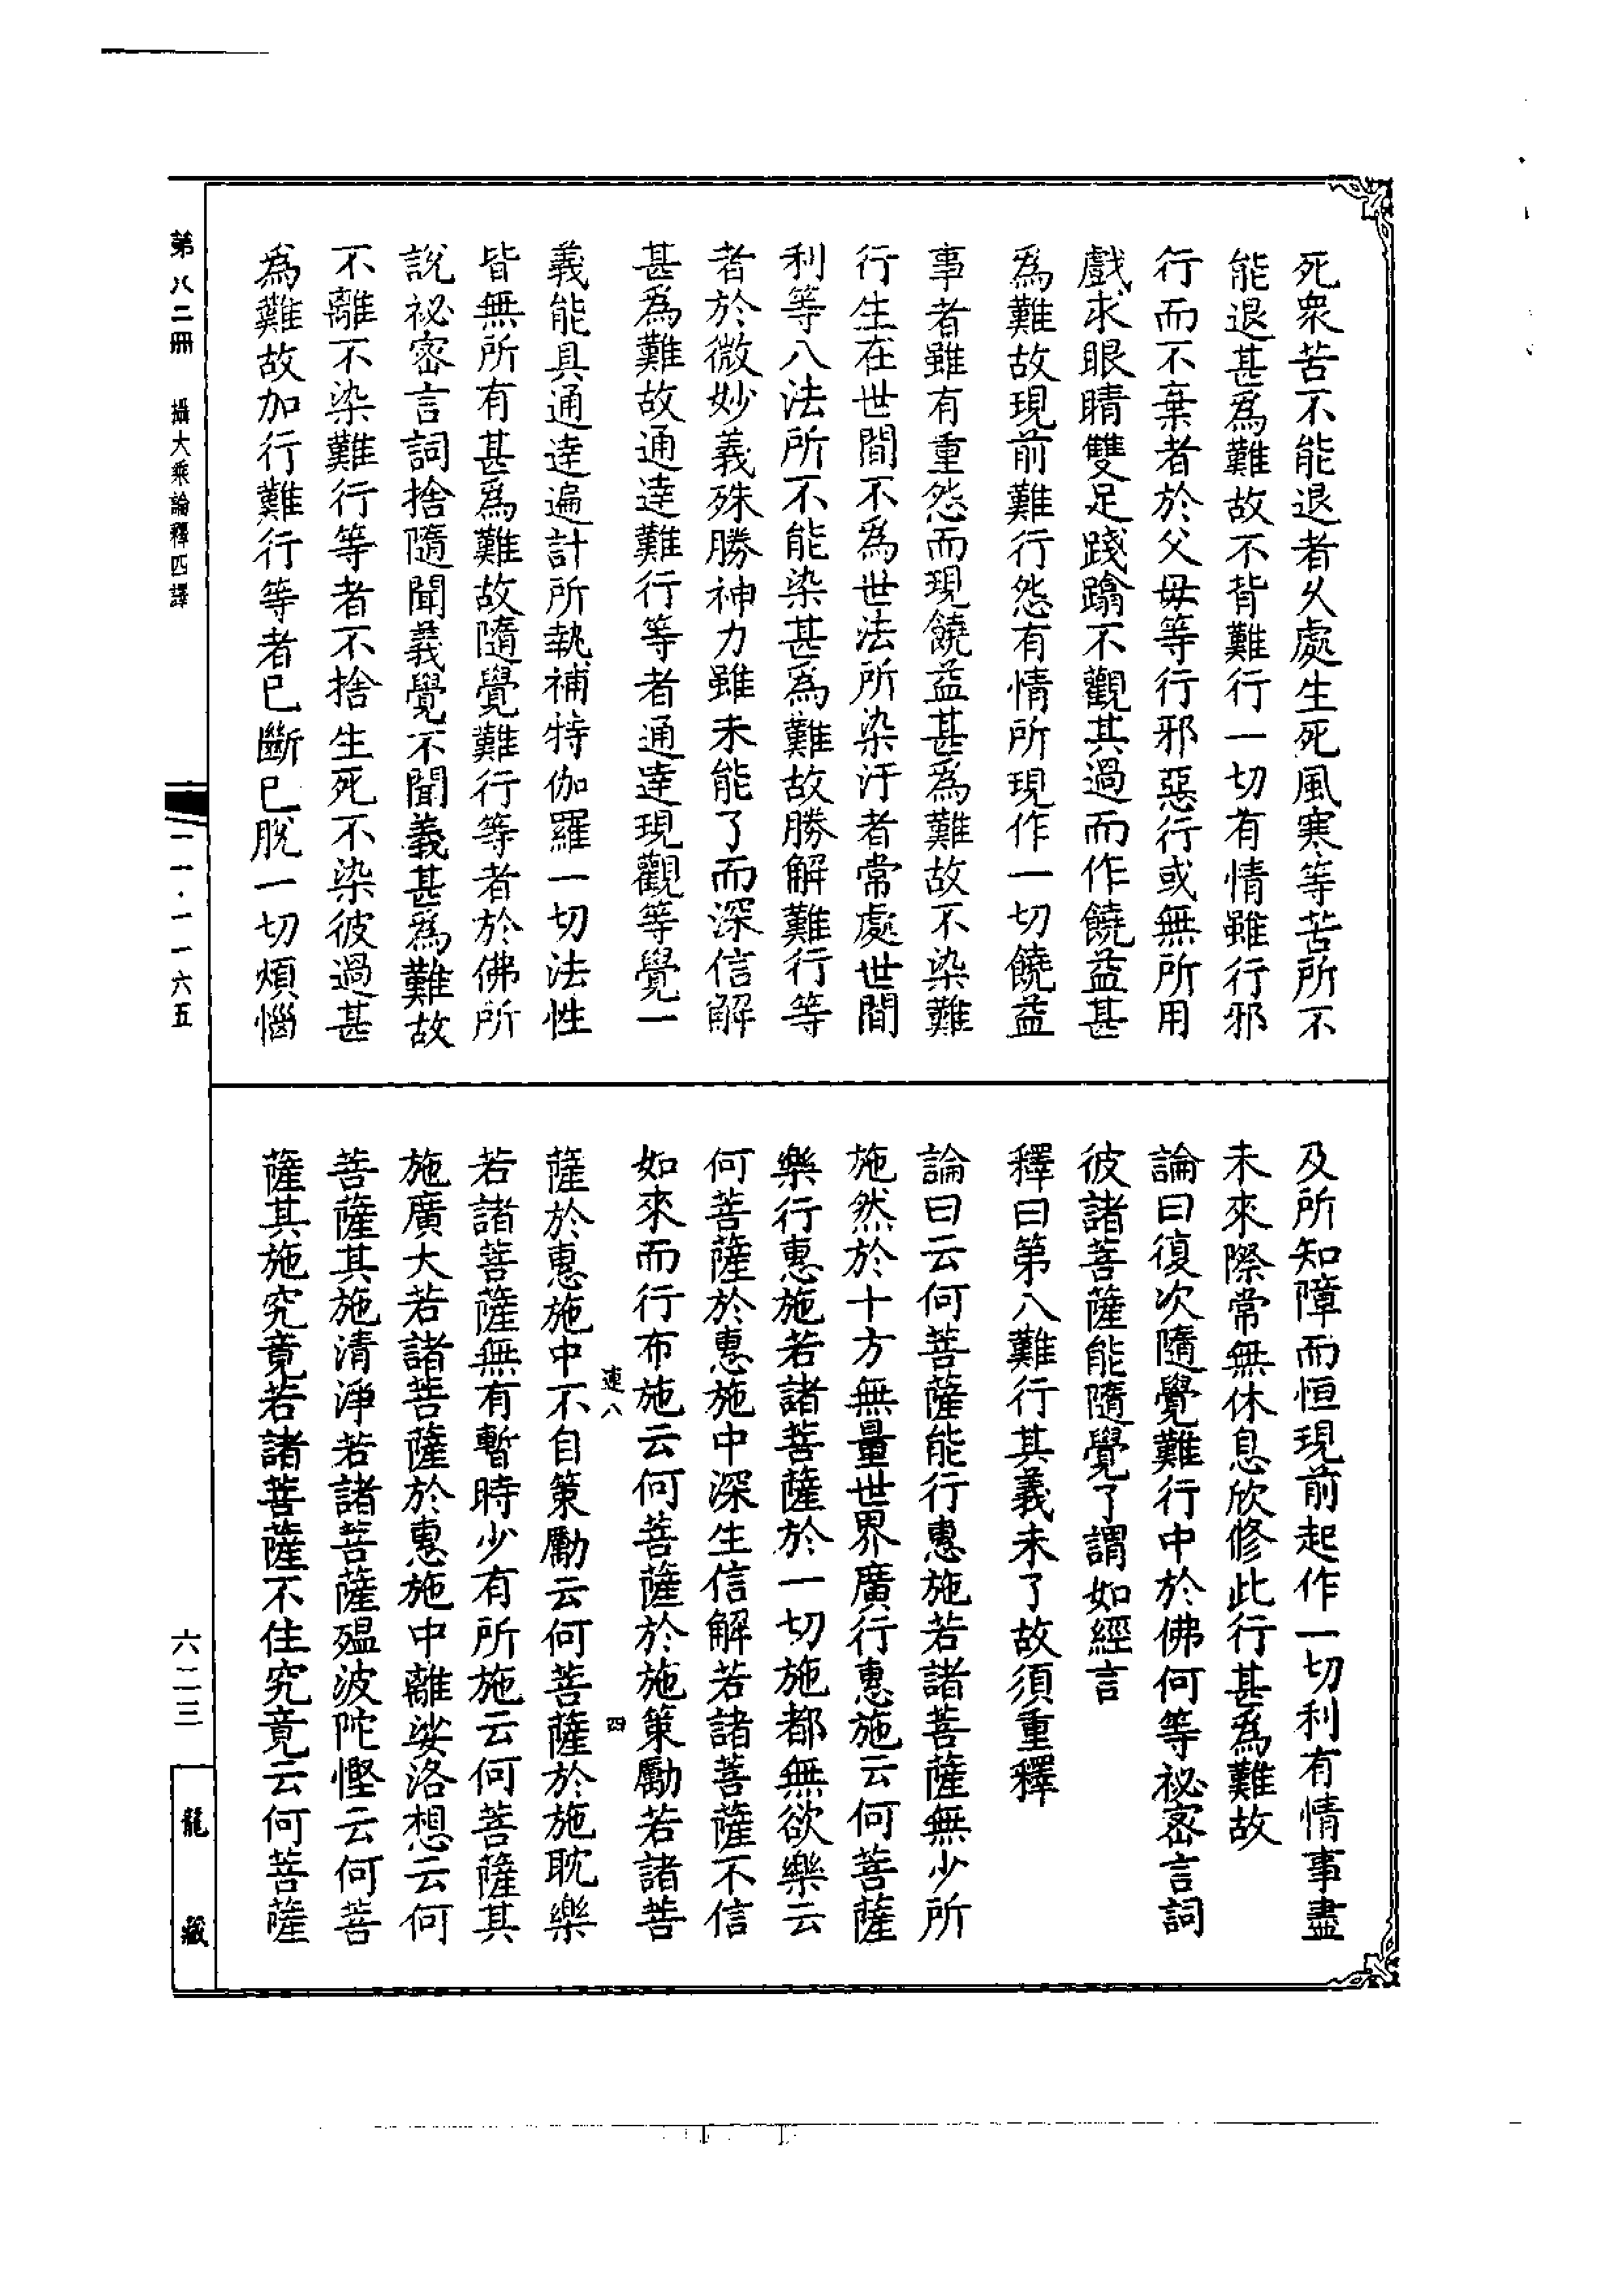 死衆苦不能退者久處生死風寒等苦所不
能退甚爲難故不背難行一切有情雖行邪
行而不棄者於父母等行邪惡行或無所用
戲求眼睛雙足踐蹋不觀其過而作饒益甚
爲難故現前難行怨有情所現作一切饒益
事者雖有重怨而現饒益甚爲難故不染難
行生在世間不爲世法所染汙者常處世間
利等八法所不能染甚爲難故勝解難行等
者於微妙義殊勝神力雖未能了而深信解
甚爲難故通達難行等者通達現觀等覺一
義能具通達遍計所執補特伽羅一切法性
皆無所有甚爲難故隨覺難行等者於佛所
說祕密言詞捨隨聞義覺不聞義甚爲難故
不離不染難行等者不捨生死不染彼過甚
爲難故加行難行等者已斷已脫一切煩惱
及所知障而恒現前起作一切利有情事盡
未來際常無休息欣修此行甚爲難故
論曰復次隨覺難行中於佛何等祕密言詞
彼諸菩薩能隨覺了謂如經言
釋曰第八難行其義未了故須重釋
論曰云何菩薩能行惠施若諸菩薩無少所
施然於十方無量世界廣行惠施云何菩薩
樂行惠施若諸菩薩於一切施都無欲樂云
何菩薩於惠施中深生信解若諸菩薩不信
如來而行布施云何菩薩於施策勵若諸菩
連八 四
薩於惠施中不自策勵云何菩薩於施耽樂
若諸菩薩無有暫時少有所施云何菩薩其
施廣大若諸菩薩於惠施中離娑洛想云何
菩薩其施清淨若諸菩薩殟波陀慳云何菩
薩其施究竟若諸菩薩不住究竟云何菩薩
第八二冊 攝大乘論釋四譯
一一·一一六五
六二三
龍藏